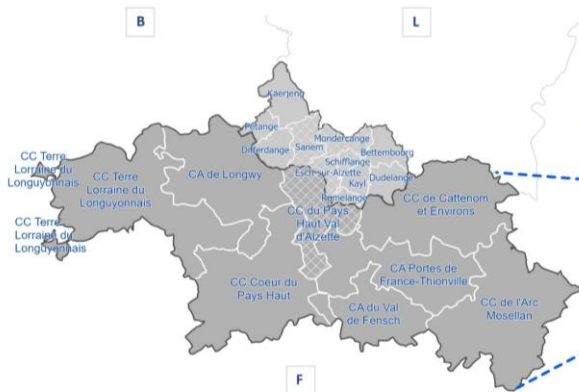 B
L
Käerjeng
Pétange
Sanem
Mondercange
Differdange
Bettembourg
Schifflange
Esch-sur-Alzette
Kayl
Dudelange
Rumelange
CC Terre
Lorraine du
Longuyonnais
CC Terre
Lorraine du
Longuyonnais
CA de Longwy
CC de Cattenom
et Environs
CC Terre
Lorraine du
Longuyonnais
CC du Pays
Haut Val
d'Alzette
CC Coeur du
Pays Haut
CA Portes de
France-Thionville
CC de l'Arc
Mosellan
CA du Val
de Fensch
F